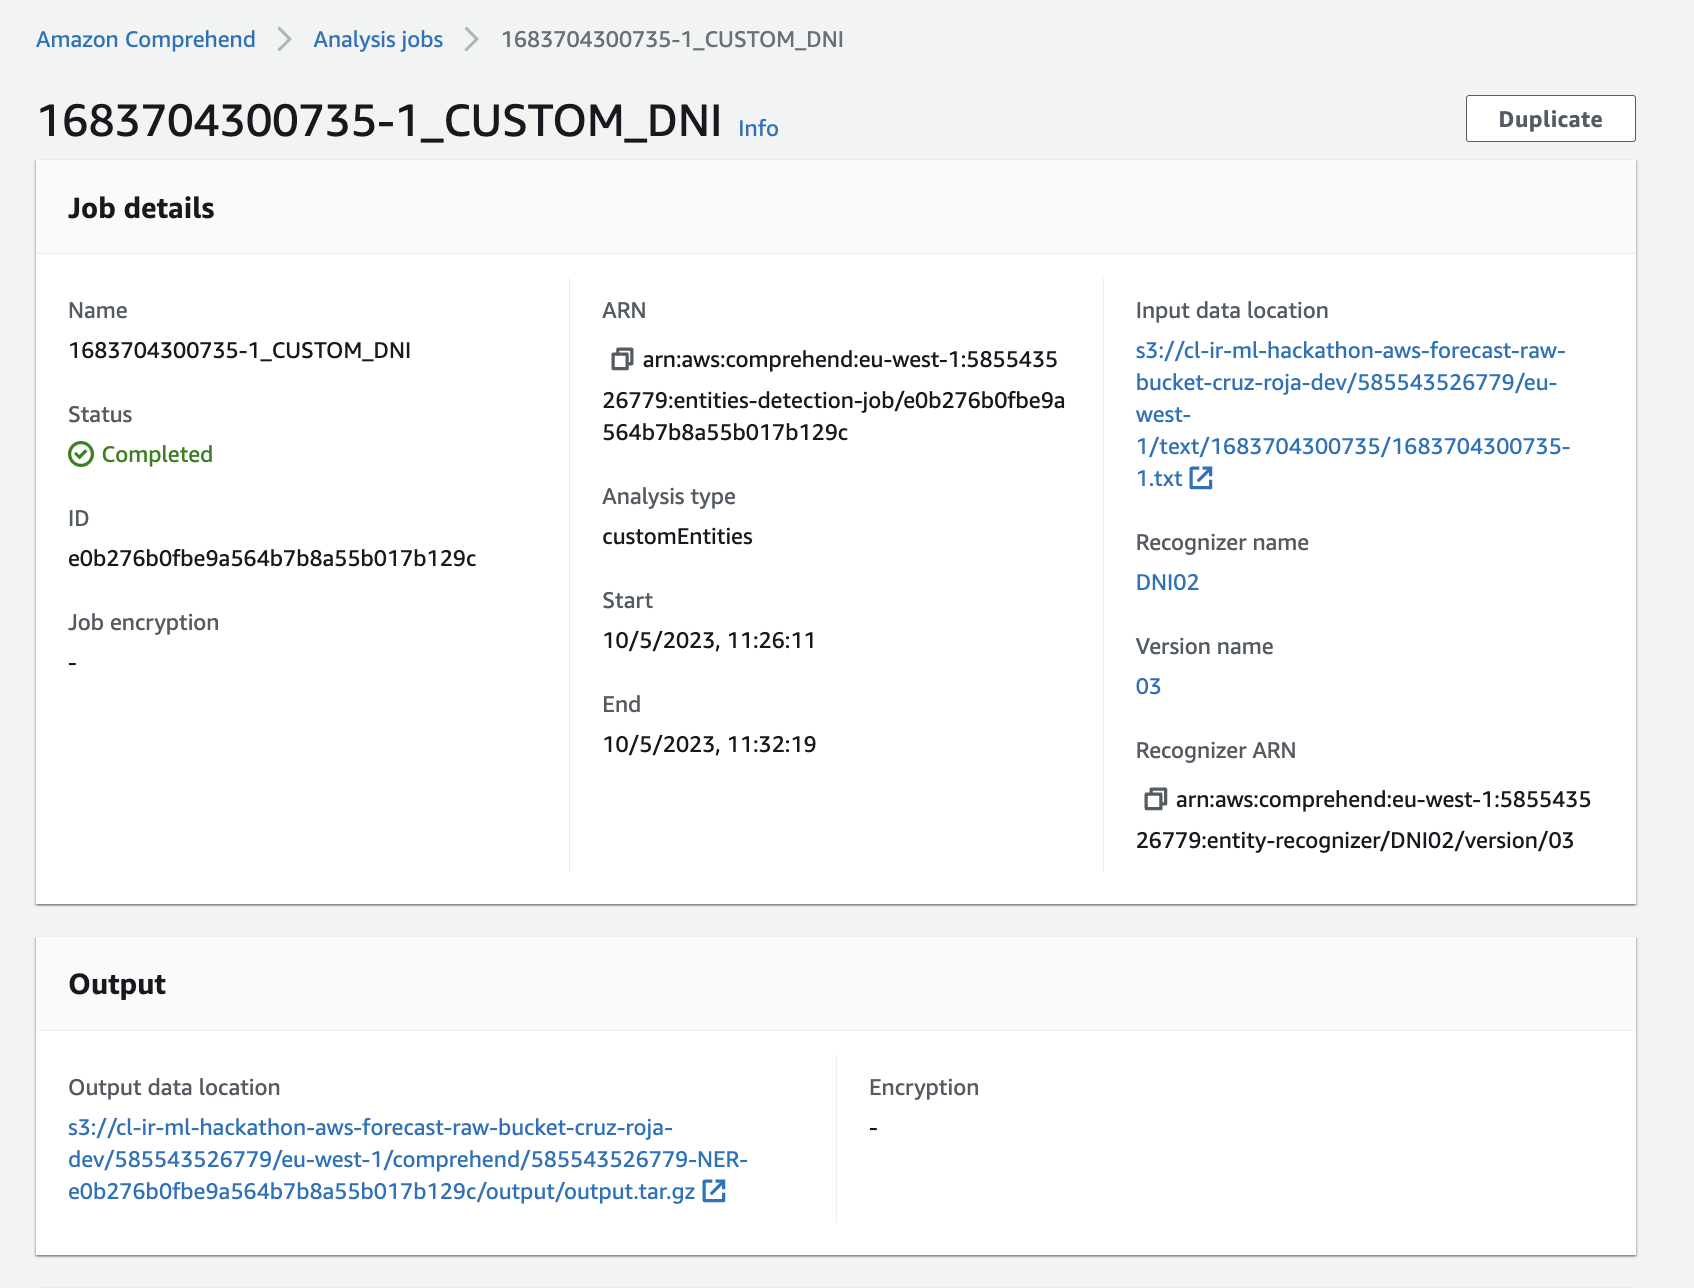 Amazon Comprehend > Analysis jobs > 1683704300735-1_CUSTOM_DNI
1683704300735-1_CUSTOM_DNI Info
Duplicate
Job details
Name
1683704300735-1_CUSTOM_DNI
Status
Completed
ID
e0b276b0fbe9a564b7b8a55b017b129c
Job encryption
-
ARN
arn:aws:comprehend:eu-west-1:5855435
26779:entities-detection-job/e0b276b0fbe9a
564b7b8a55b017b129c
Analysis type
customEntities
Start
10/5/2023, 11:26:11
End
10/5/2023, 11:32:19
Input data location
s3://cl-ir-ml-hackathon-aws-forecast-raw-
bucket-cruz-roja-dev/585543526779/eu-
west-
1/text/1683704300735/1683704300735-
1.txt
Recognizer name
DNI02
Version name
03
Recognizer ARN
arn:aws:comprehend:eu-west-1:5855435
26779:entity-recognizer/DNI02/version/03
Output
Output data location
s3://cl-ir-ml-hackathon-aws-forecast-raw-bucket-cruz-roja-
dev/585543526779/eu-west-1/comprehend/585543526779-NER-
e0b276b0fbe9a564b7b8a55b017b129c/output/output.tar.gz
Encryption
-